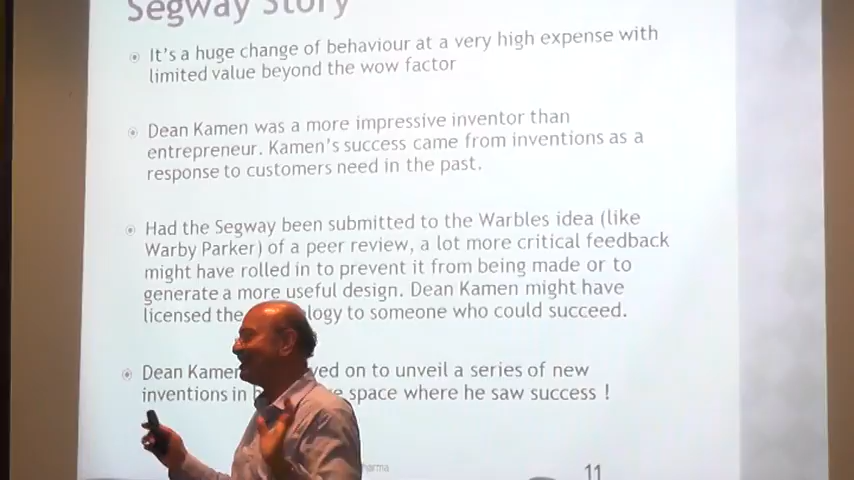 Segway Story
It's a huge change of behaviour at a very high expense with
limited value beyond the wow factor
Dean Kamen was a more impressive inventor than
entrepreneur. Kamen's success came from inventions as a
response to customers need in the past.
Had the Segway been submitted to the Warbles idea (like
Warby Parker) of a peer review, a lot more critical feedback
might have rolled in to prevent it from being made or to
generate a more useful design. Dean Kamen might have
licensed the logy to someone who could succeed.
Dean Kamen ved on to unveil a series of new
inventions in space where he saw success !
harma
11